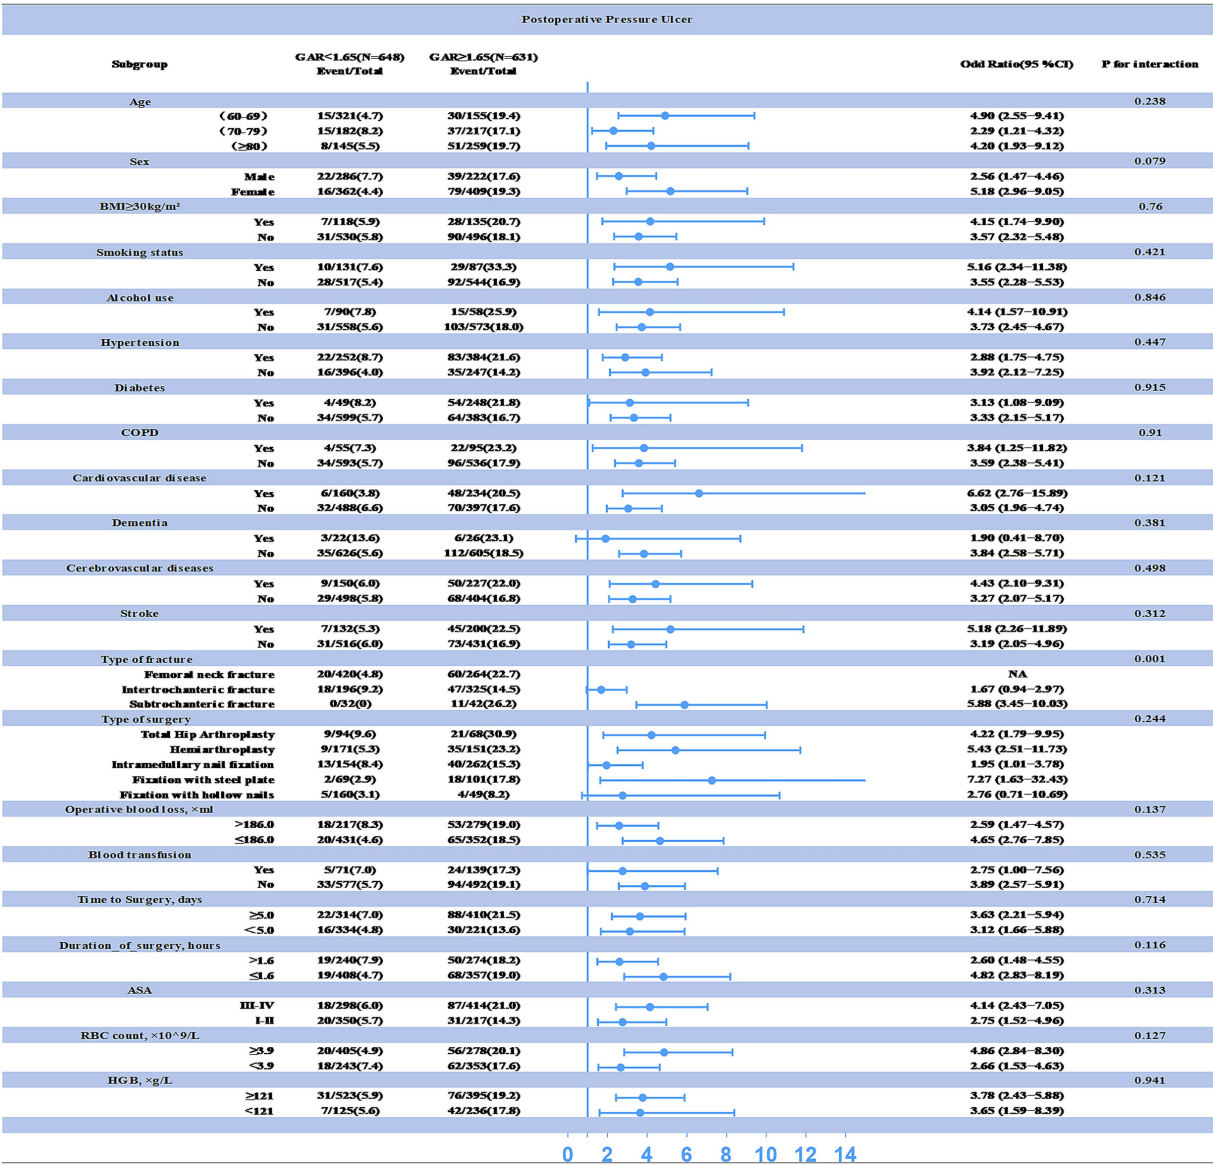 Postoperative Pressure Ulcer
Subgroup GAR<1.65(N=648) Event/Total GAR≥1.65(N=631) Event/Total Odd Ratio(95 %CI) P for interaction
Age 0.238
(60-69) 15/321(4.7) 30/155(19.4) 4.90 (2.55−9.41)
(70-79) 15/182(8.2) 37/217(17.1) 2.29 (1.21−4.32)
(≥80) 8/145(5.5) 51/259(19.7) 4.20 (1.93−9.12)
Sex 0.079
Male 22/286(7.7) 39/222(17.6) 2.56 (1.47−4.46)
Female 16/362(4.4) 79/409(19.3) 5.18 (2.96−9.05)
BMI≥30kg/m² 0.76
Yes 7/118(5.9) 28/135(20.7) 4.15 (1.74−9.90)
No 31/530(5.8) 90/496(18.1) 3.57 (2.32−5.48)
Smoking status 0.421
Yes 10/131(7.6) 29/87(33.3) 5.16 (2.34−11.38)
No 28/517(5.4) 92/544(16.9) 3.55 (2.28−5.53)
Alcohol use 0.846
Yes 7/90(7.8) 15/58(25.9) 4.14 (1.57−10.91)
No 31/558(5.6) 103/573(18.0) 3.73 (2.45−4.67)
Hypertension 0.447
Yes 22/252(8.7) 83/384(21.6) 2.88 (1.75−4.75)
No 16/396(4.0) 35/247(14.2) 3.92 (2.12−7.25)
Diabetes 0.915
Yes 4/49(8.2) 54/248(21.8) 3.13 (1.08−9.09)
No 34/599(5.7) 64/383(16.7) 3.33 (2.15−5.17)
COPD 0.91
Yes 4/55(7.3) 22/95(23.2) 3.84 (1.25−11.82)
No 34/593(5.7) 96/536(17.9) 3.59 (2.38−5.41)
Cardiovascular disease 0.121
Yes 6/160(3.8) 48/234(20.5) 6.62 (2.76−15.89)
No 32/488(6.6) 70/397(17.6) 3.05 (1.96−4.74)
Dementia 0.381
Yes 3/22(13.6) 6/26(23.1) 1.90 (0.41−8.70)
No 35/626(5.6) 112/605(18.5) 3.84 (2.58−5.71)
Cerebrovascular diseases 0.498
Yes 9/150(6.0) 50/227(22.0) 4.43 (2.10−9.31)
No 29/498(5.8) 68/404(16.8) 3.27 (2.07−5.17)
Stroke 0.312
Yes 7/132(5.3) 45/200(22.5) 5.18 (2.26−11.89)
No 31/516(6.0) 73/431(16.9) 3.19 (2.05−4.96)
Type of fracture 0.001
Femoral neck fracture 20/420(4.8) 60/264(22.7) NA
Intertrochanteric fracture 18/196(9.2) 47/325(14.5) 1.67 (0.94−2.97)
Subtrochanteric fracture 0/32(0) 11/42(26.2) 5.88 (3.45−10.03)
Type of surgery 0.244
Total Hip Arthroplasty 9/94(9.6) 21/68(30.9) 4.22 (1.79−9.95)
Hemiarthroplasty 9/171(5.3) 35/151(23.2) 5.43 (2.51−11.73)
Intramedullary nail fixation 13/154(8.4) 40/262(15.3) 1.95 (1.01−3.78)
Fixation with steel plate 2/69(2.9) 18/101(17.8) 7.27 (1.63−32.43)
Fixation with hollow nails 5/160(3.1) 4/49(8.2) 2.76 (0.71−10.69)
Operative blood loss, ×ml 0.137
>186.0 18/217(8.3) 53/279(19.0) 2.59 (1.47−4.57)
≤186.0 20/431(4.6) 65/352(18.5) 4.65 (2.76−7.85)
Blood transfusion 0.535
Yes 5/71(7.0) 24/139(17.3) 2.75 (1.00−7.56)
No 33/577(5.7) 94/492(19.1) 3.89 (2.57−5.91)
Time to Surgery, days 0.714
≥5.0 22/314(7.0) 88/410(21.5) 3.63 (2.21−5.94)
<5.0 16/334(4.8) 30/221(13.6) 3.12 (1.66−5.88)
Duration_of_surgery, hours 0.116
>1.6 19/240(7.9) 50/274(18.2) 2.60 (1.48−4.55)
≤1.6 19/408(4.7) 68/357(19.0) 4.82 (2.83−8.19)
ASA 0.313
III-IV 18/298(6.0) 87/414(21.0) 4.14 (2.43−7.05)
I-II 20/350(5.7) 31/217(14.3) 2.75 (1.52−4.96)
RBC count, ×10^9/L 0.127
≥3.9 20/405(4.9) 56/278(20.1) 4.86 (2.84−8.30)
<3.9 18/243(7.4) 62/353(17.6) 2.66 (1.53−4.63)
HGB, ×g/L 0.941
≥121 31/523(5.9) 76/395(19.2) 3.78 (2.43−5.88)
<121 7/125(5.6) 42/236(17.8) 3.65 (1.59−8.39)
0 2 4 6 8 10 12 14